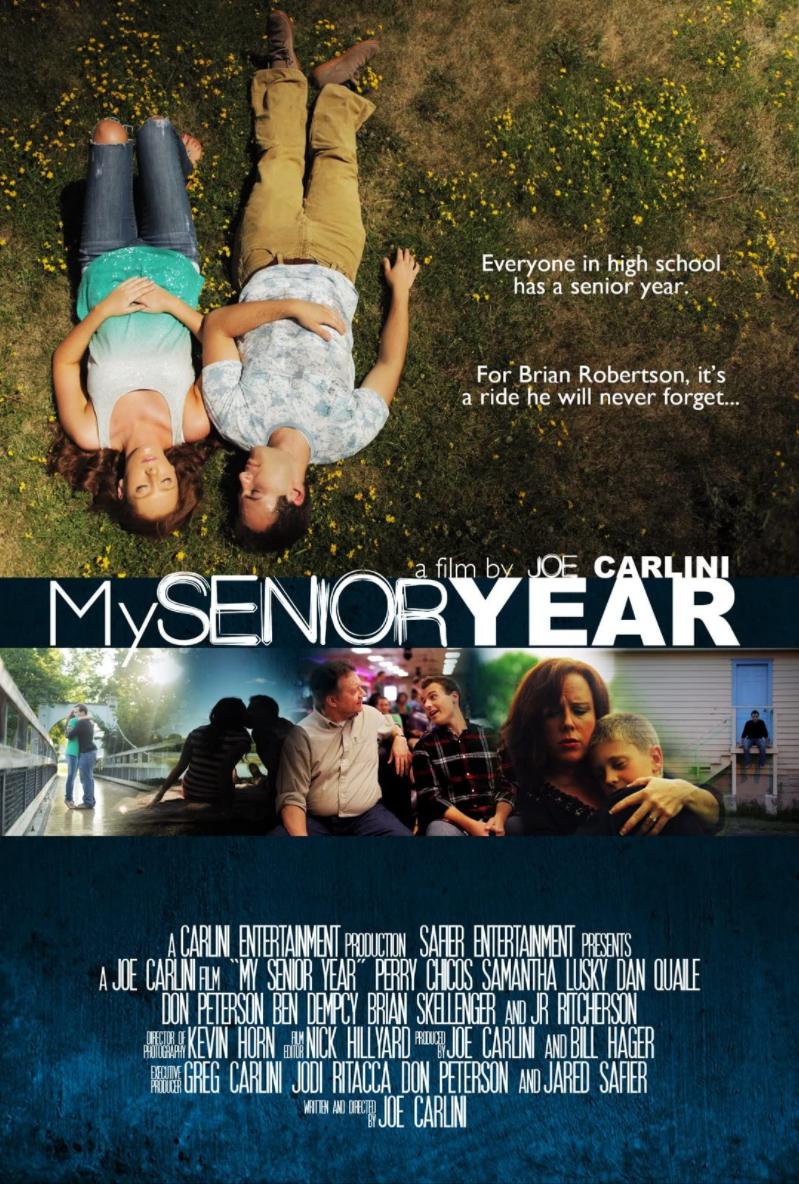 Everyone in high school
has a senior year.
For Brian Robertson, it's
a ride he will never forget...
a film by JOE CARLINI
My SENIOR YEAR
A CARLINI ENTERTAINMENT PRODUCTION SAFIER ENTERTAINMENT PRESENTS
A JOE CARLINI FILM "MY SENIOR YEAR" PERRY CHICOS SAMANTHA LUSKY DAN QUAILE
DON PETERSON BEN DEMPCY BRIAN SKELLENGER AND JR RITCHERSON
DIRECTOR OF PHOTOGRAPHY KEVIN HORN FILM EDITOR NICK HILLYARD PRODUCED BY JOE CARLINI AND BILL HAGER
EXECUTIVE PRODUCER GREG CARLINI JODI RITACCA DON PETERSON AND JARED SAFIER
WRITTEN AND DIRECTED BY JOE CARLINI